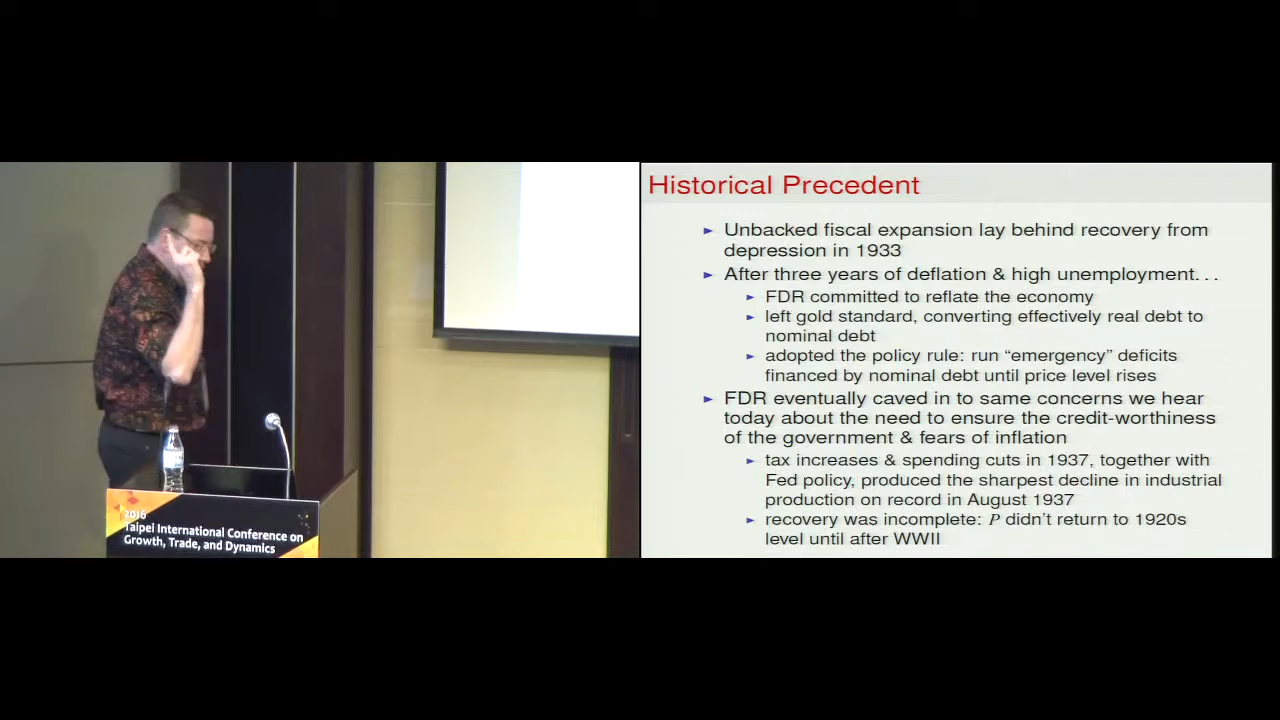 2016
Taipei International Conference on
Growth, Trade, and Dynamics
Historical Precedent
► Unbacked fiscal expansion lay behind recovery from
depression in 1933
► After three years of deflation & high unemployment...
► FDR committed to reflate the economy
► left gold standard, converting effectively real debt to
nominal debt
► adopted the policy rule: run “emergency” deficits
financed by nominal debt until price level rises
► FDR eventually caved in to same concerns we hear
today about the need to ensure the credit-worthiness
of the government & fears of inflation
► tax increases & spending cuts in 1937, together with
Fed policy, produced the sharpest decline in industrial
production on record in August 1937
► recovery was incomplete: P didn’t return to 1920s
level until after WWII